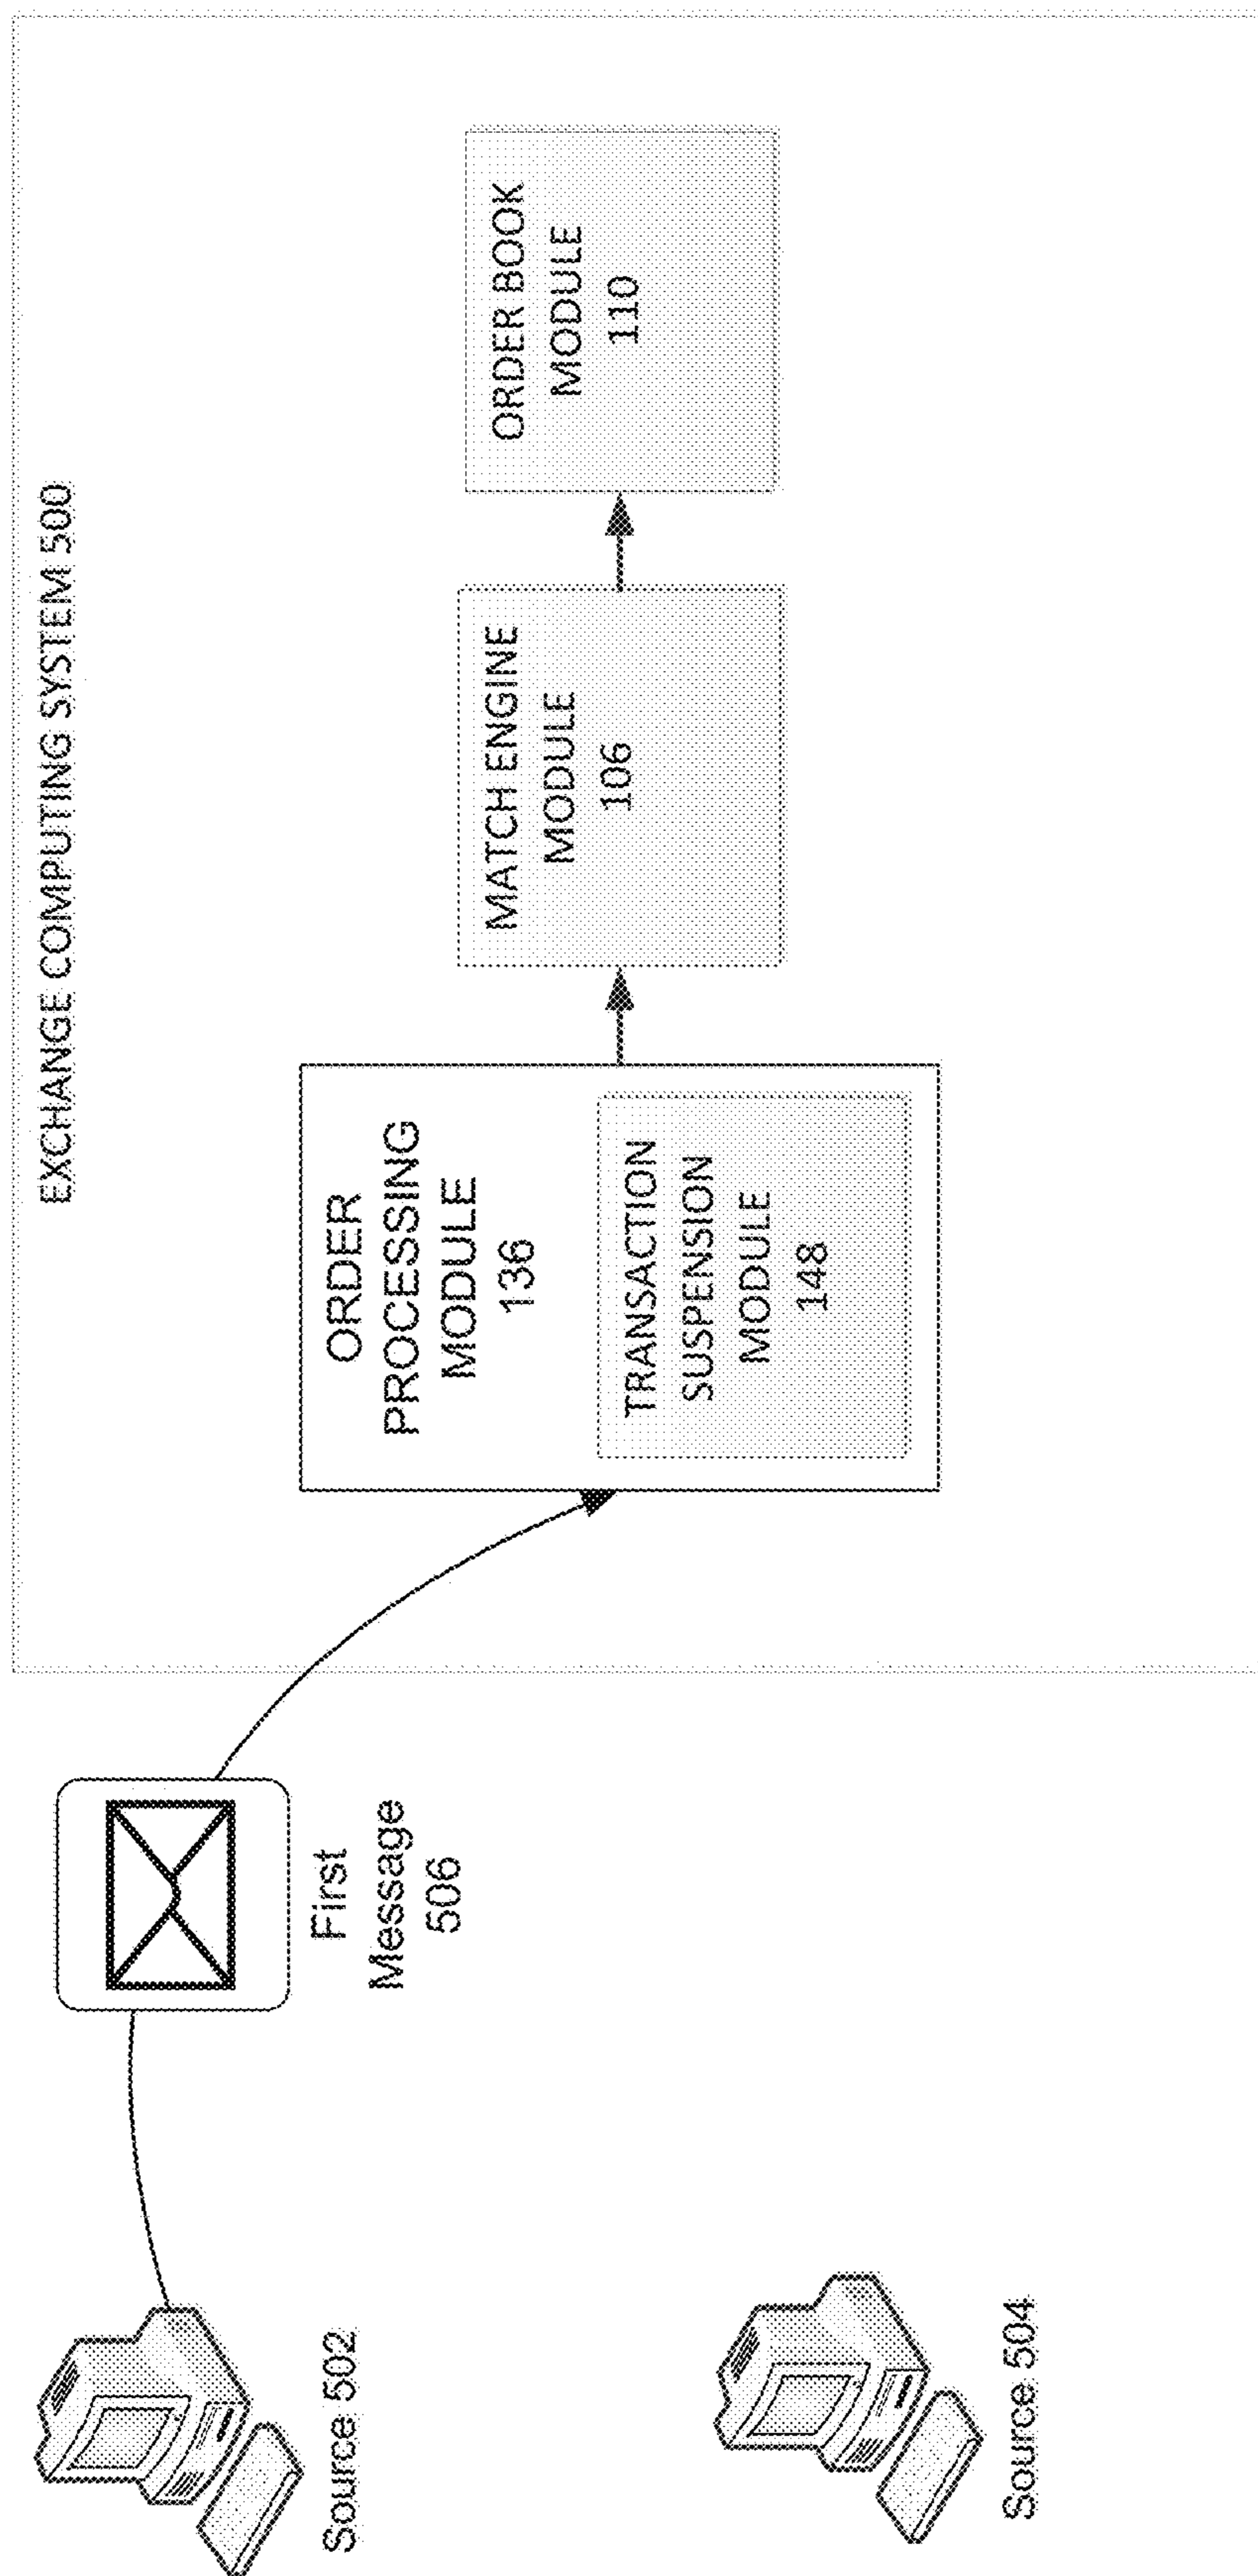 EXCHANGE COMPUTING SYSTEM 500
Source 502
First
Message
506
ORDER
PROCESSING
MODULE
136
TRANSACTION
SUSPENSION
MODULE
148
MATCH ENGINE
MODULE
106
ORDER BOOK
MODULE
110
Source 504